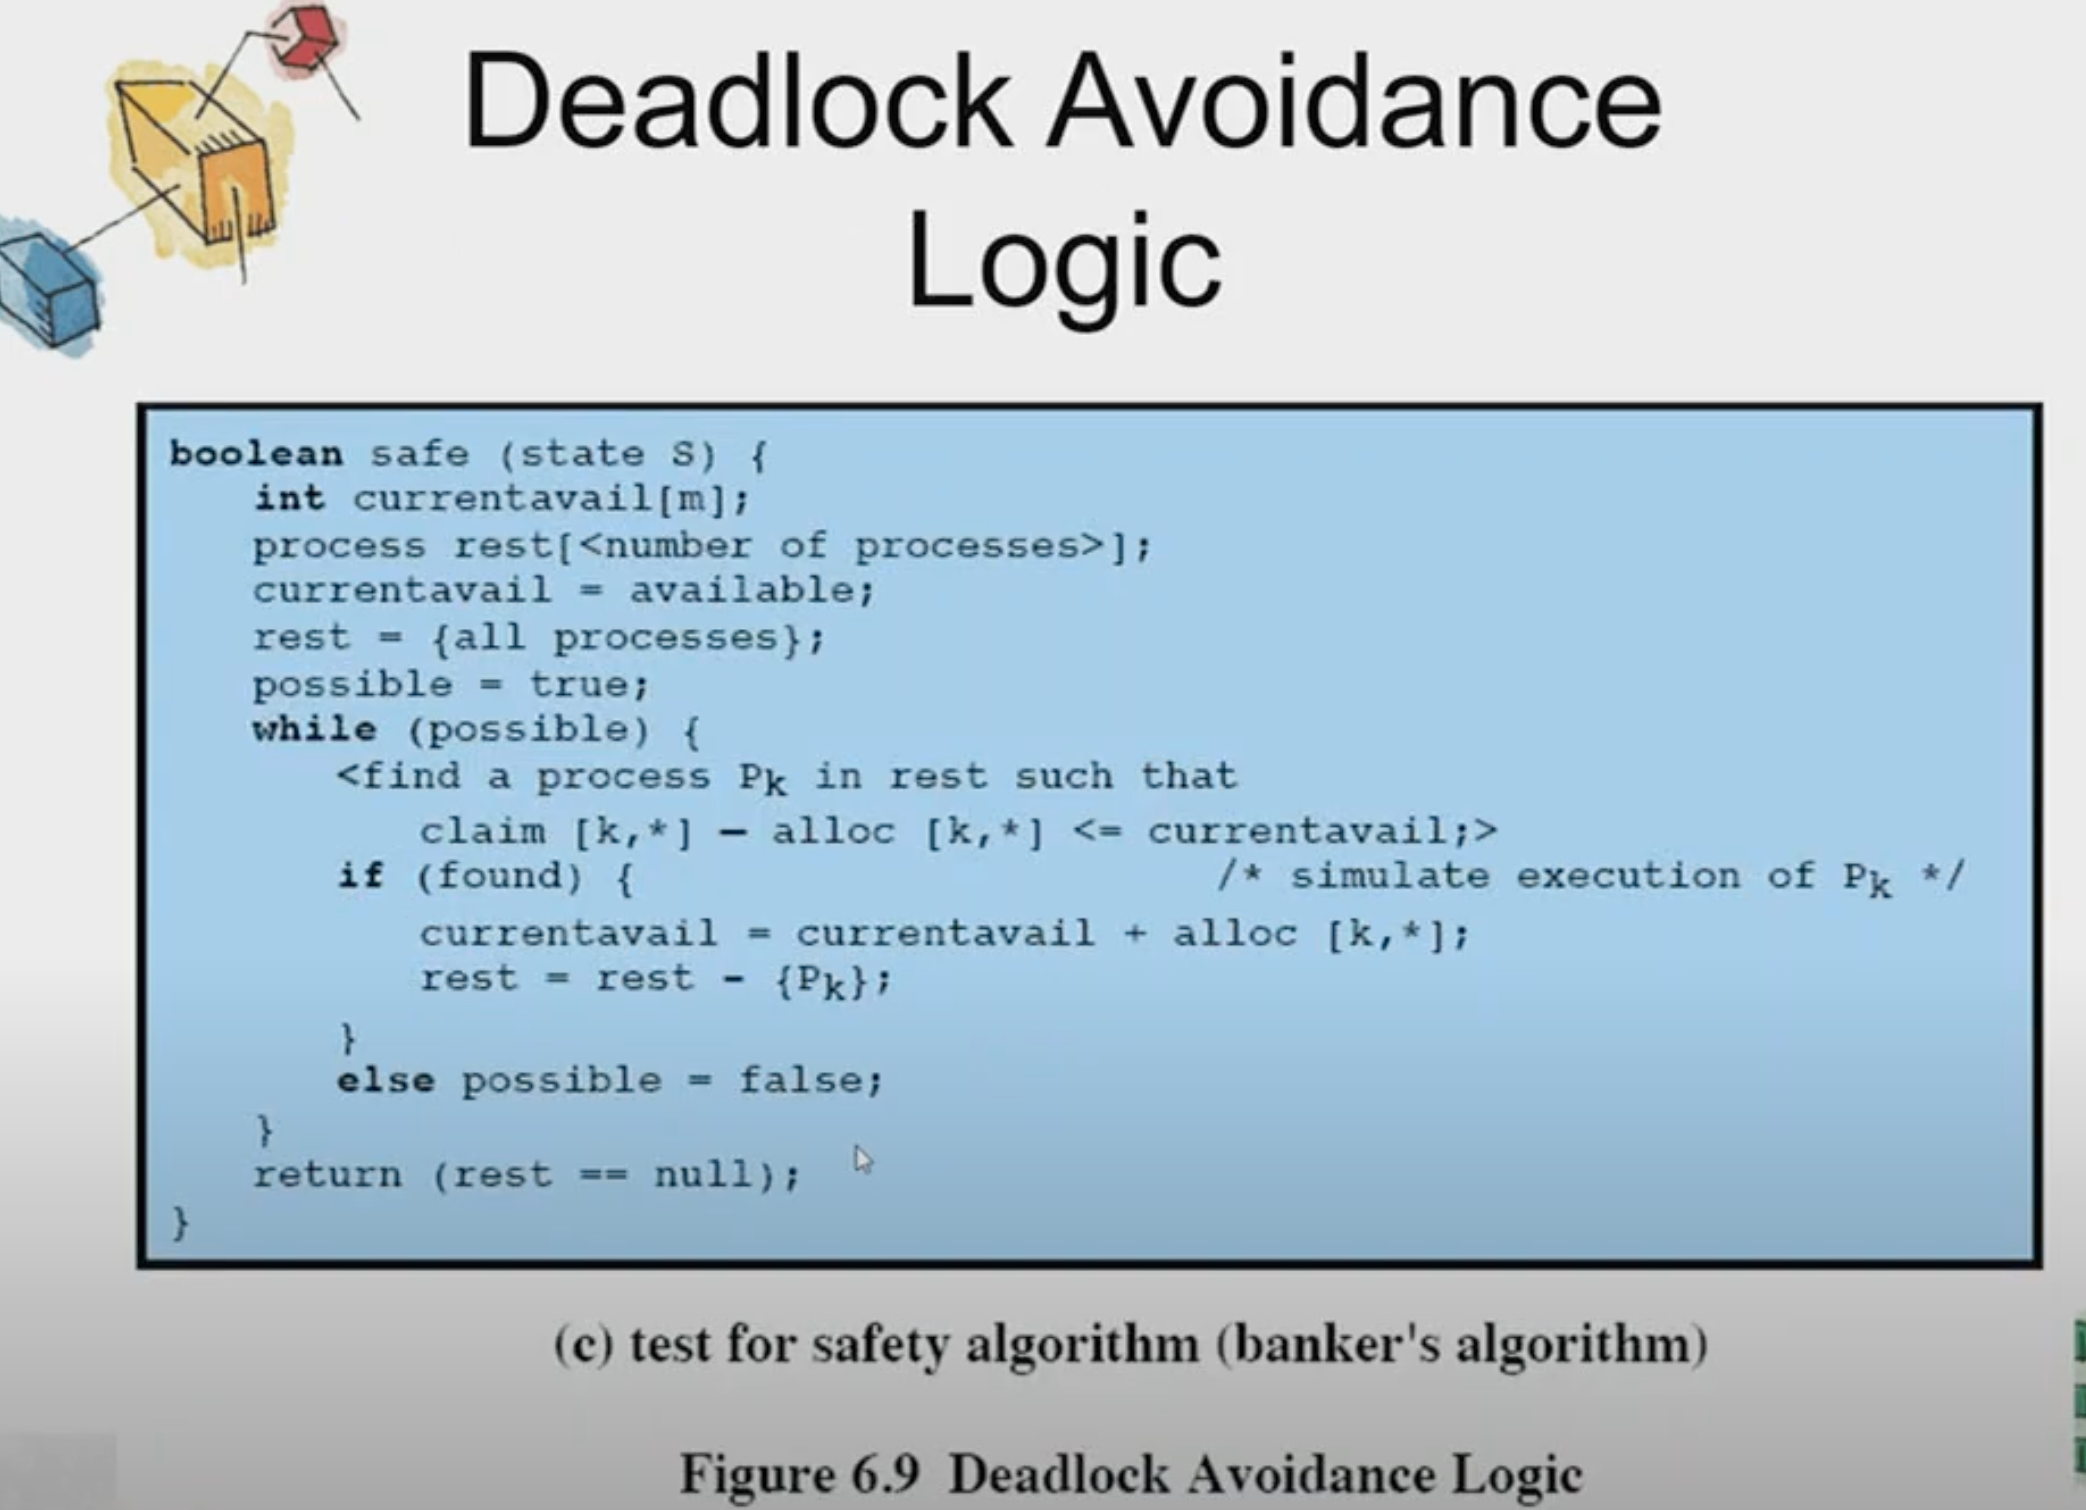 Deadlock Avoidance
Logic
boolean safe (state S) {
int currentavail[m];
process rest[<number of processes>];
currentavail = available;
rest = {all processes};
possible = true;
while (possible) {
<find a process Pk in rest such that
claim [k,*] – alloc [k,*] <= currentavail;>
if (found) { /* simulate execution of Pk */
currentavail = currentavail + alloc [k,*];
rest = rest - {Pk};
}
else possible = false;
}
return (rest == null);
}
(c) test for safety algorithm (banker's algorithm)
Figure 6.9 Deadlock Avoidance Logic